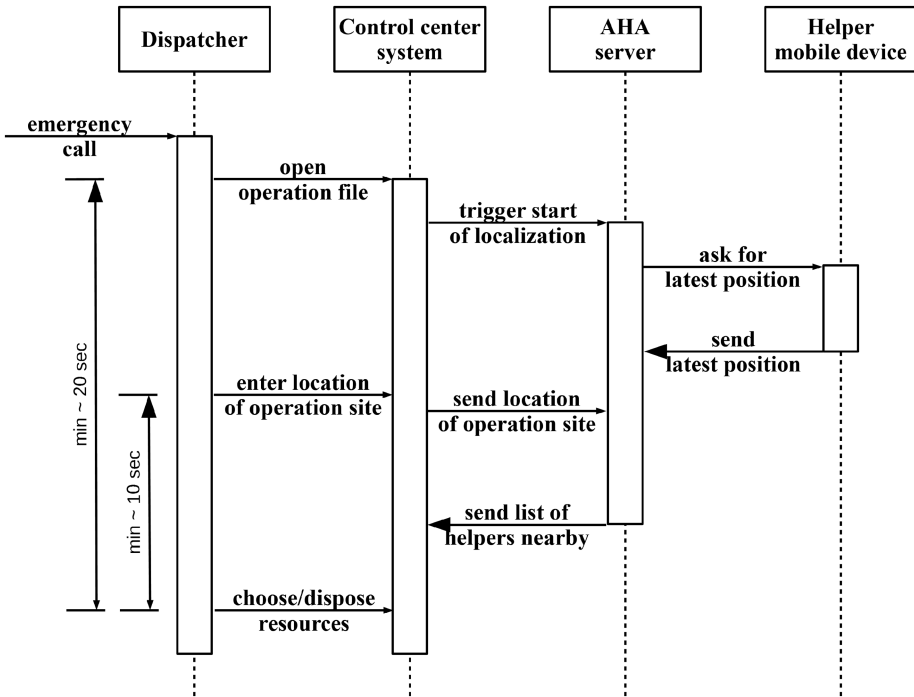 Dispatcher
Control center
system
AHA
server
Helper
mobile device
emergency
call
open
operation file
trigger start
of localization
ask for
latest position
send
latest position
min ~ 20 sec
enter location
of operation site
send location
of operation site
min ~ 10 sec
send list of
helpers nearby
choose/dispose
resources